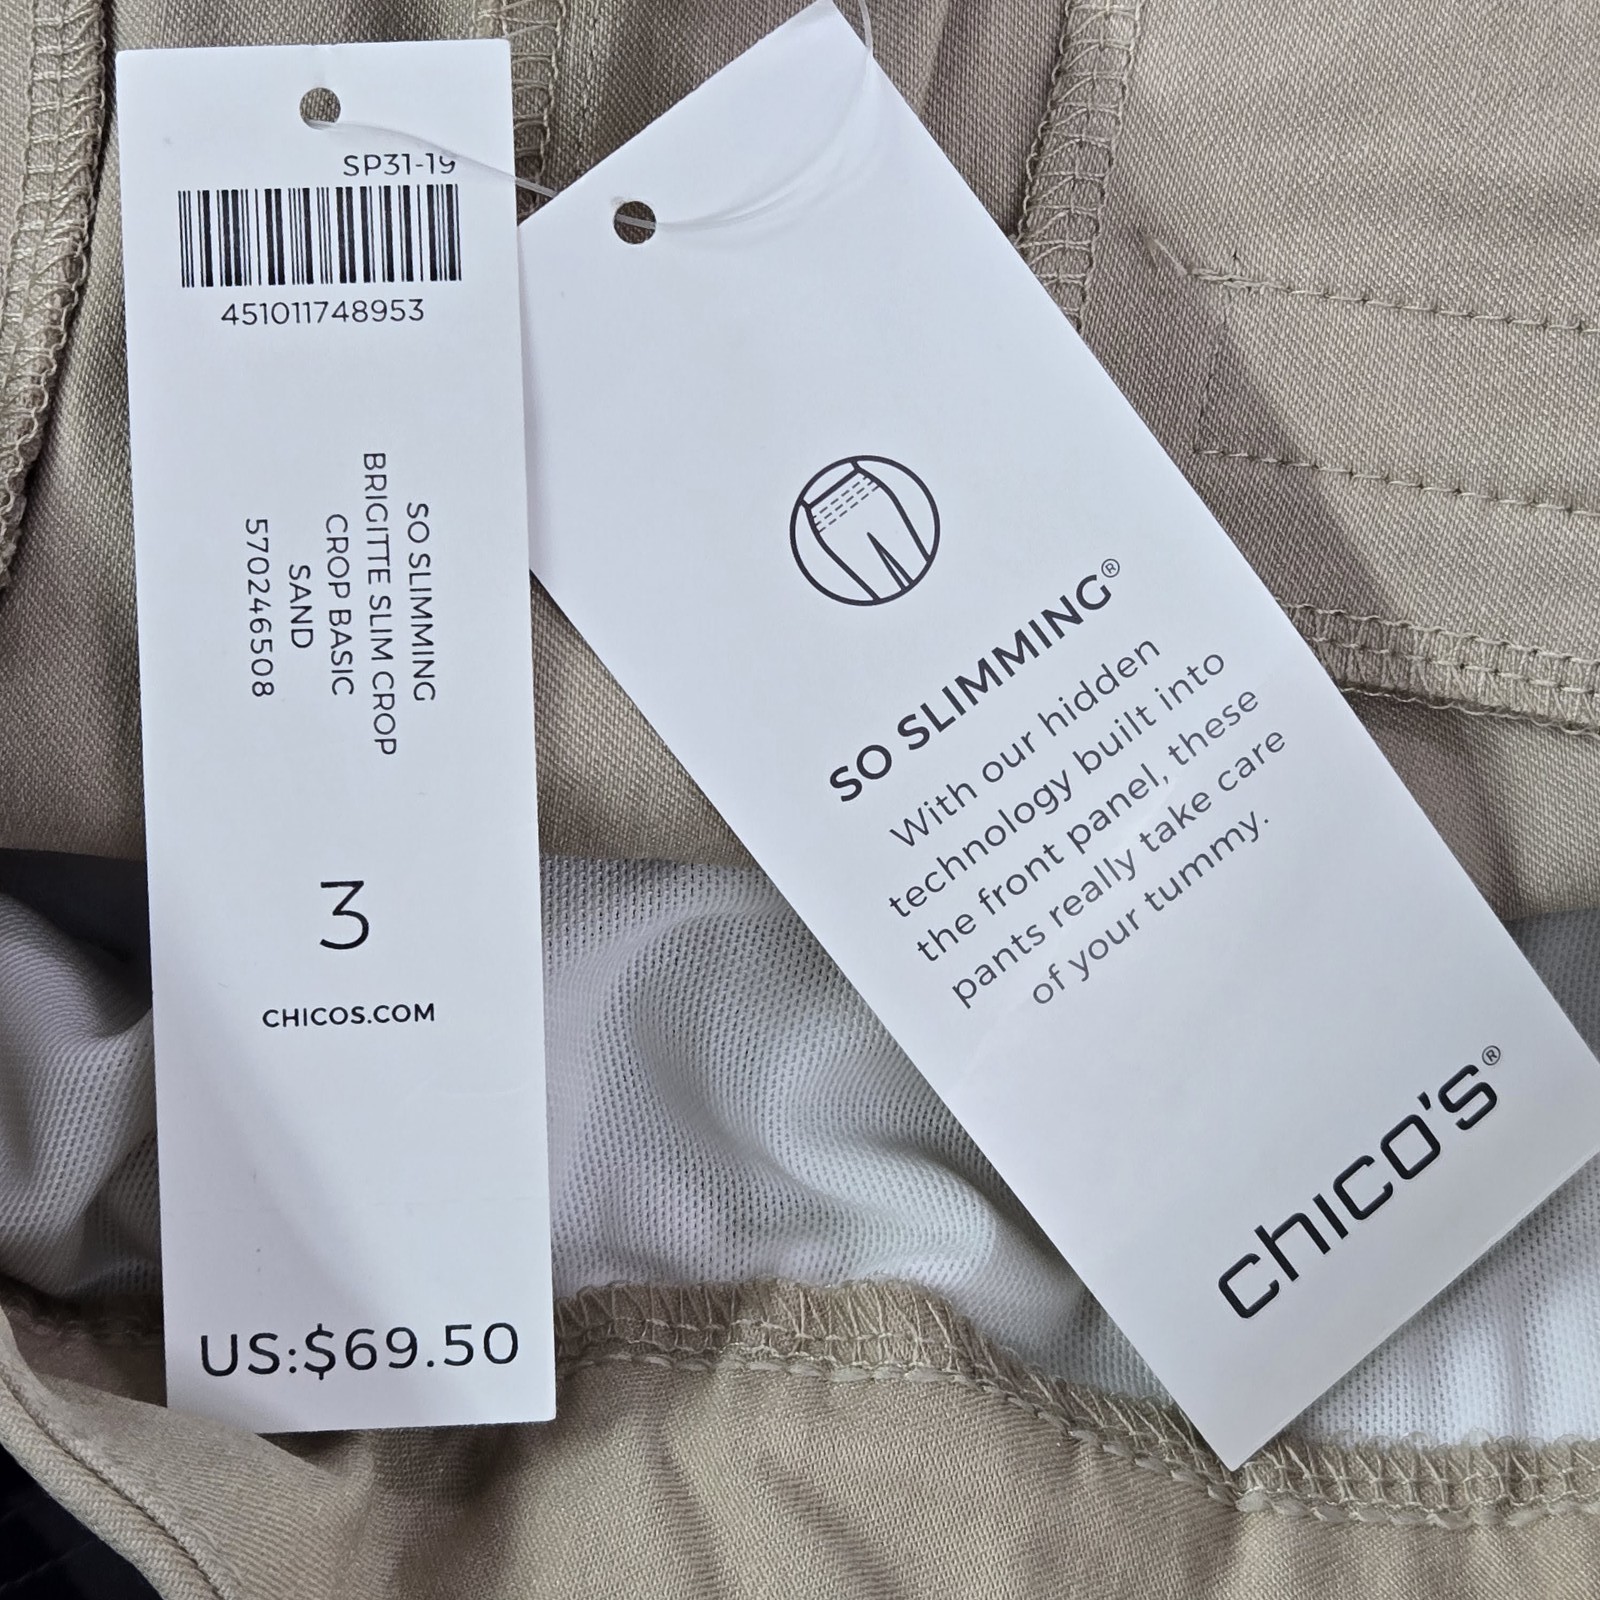 SP31-19
451011748953
SO SLIMMING
BRIGITTE SLIM CROP
CROP BASIC
SAND
570246508
3
CHICOS.COM
US:$69.50
SO SLIMMING®
With our hidden
technology built into
the front panel, these
pants really take care
of your tummy.
chico's®